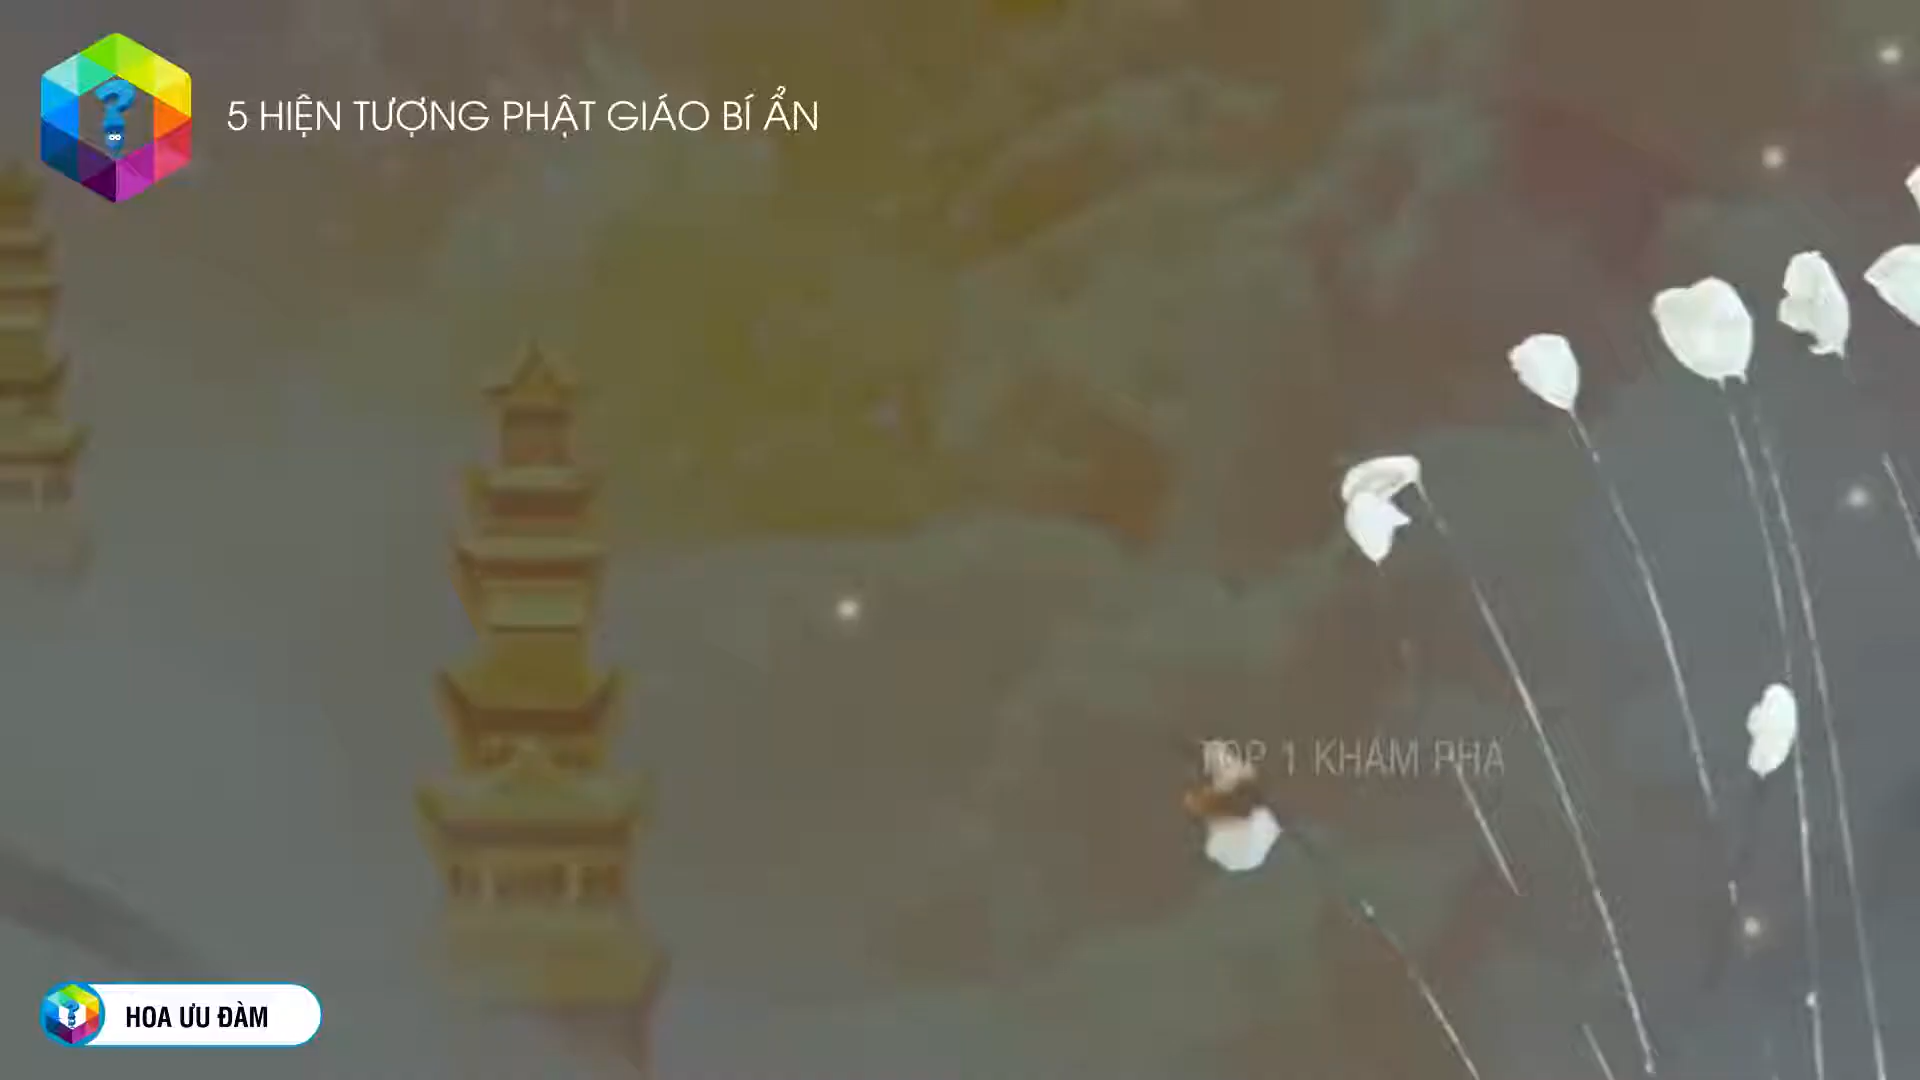 5 HIỆN TƯỢNG PHẬT GIÁO BÍ ẨN
TOP 1 KHÁM PHÁ
HOA ƯU ĐÀM